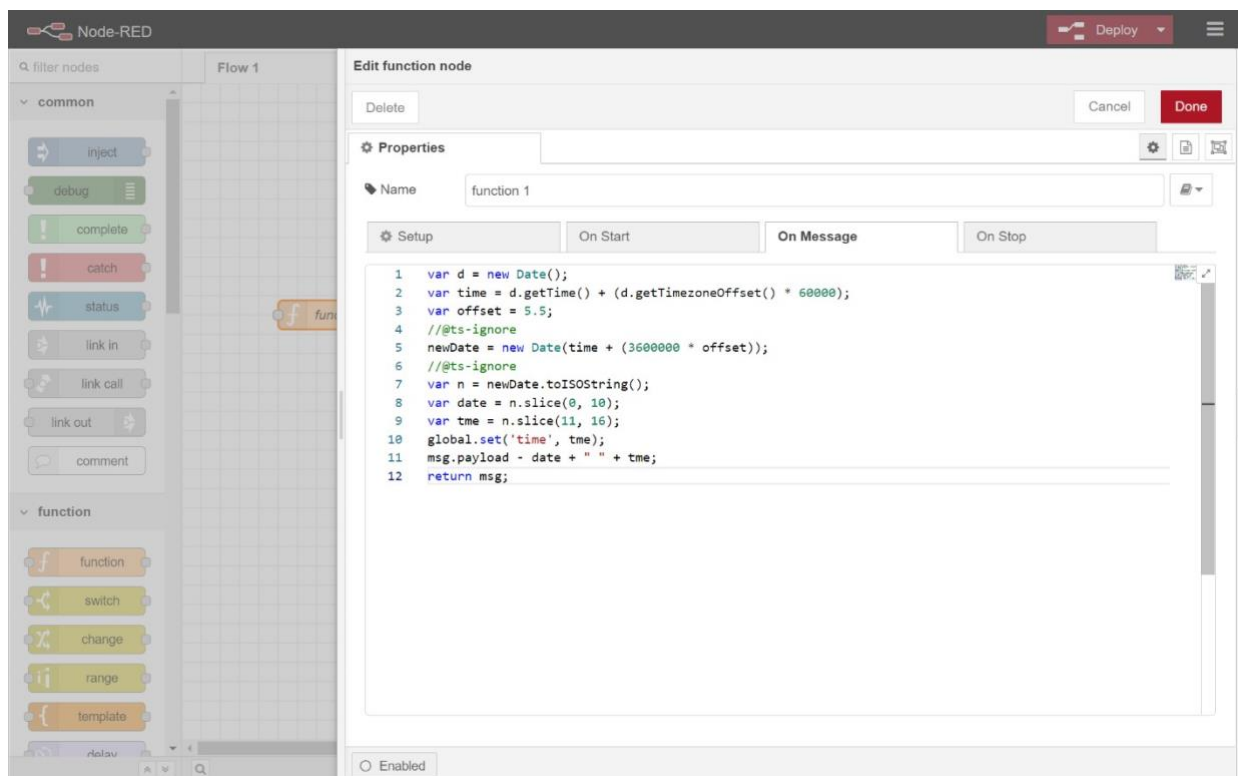 Node-RED
Deploy
filter nodes
Flow 1
Edit function node
common
Delete
Cancel
Done
inject
Properties
debug
Name
function 1
complete
Setup
On Start
On Message
On Stop
catch
1 var d = new Date();
2 var time = d.getTime() + (d.getTimezoneOffset() * 60000);
status
func
3 var offset = 5.5;
4 //@ts-ignore
link in
5 newDate = new Date(time + (3600000 * offset));
6 //@ts-ignore
link call
7 var n = newDate.toISOString();
8 var date = n.slice(0, 10);
link out
9 var tme = n.slice(11, 16);
10 global.set('time', tme);
comment
11 msg.payload - date + " " + tme;
12 return msg;
function
function
switch
change
range
template
delay
Enabled